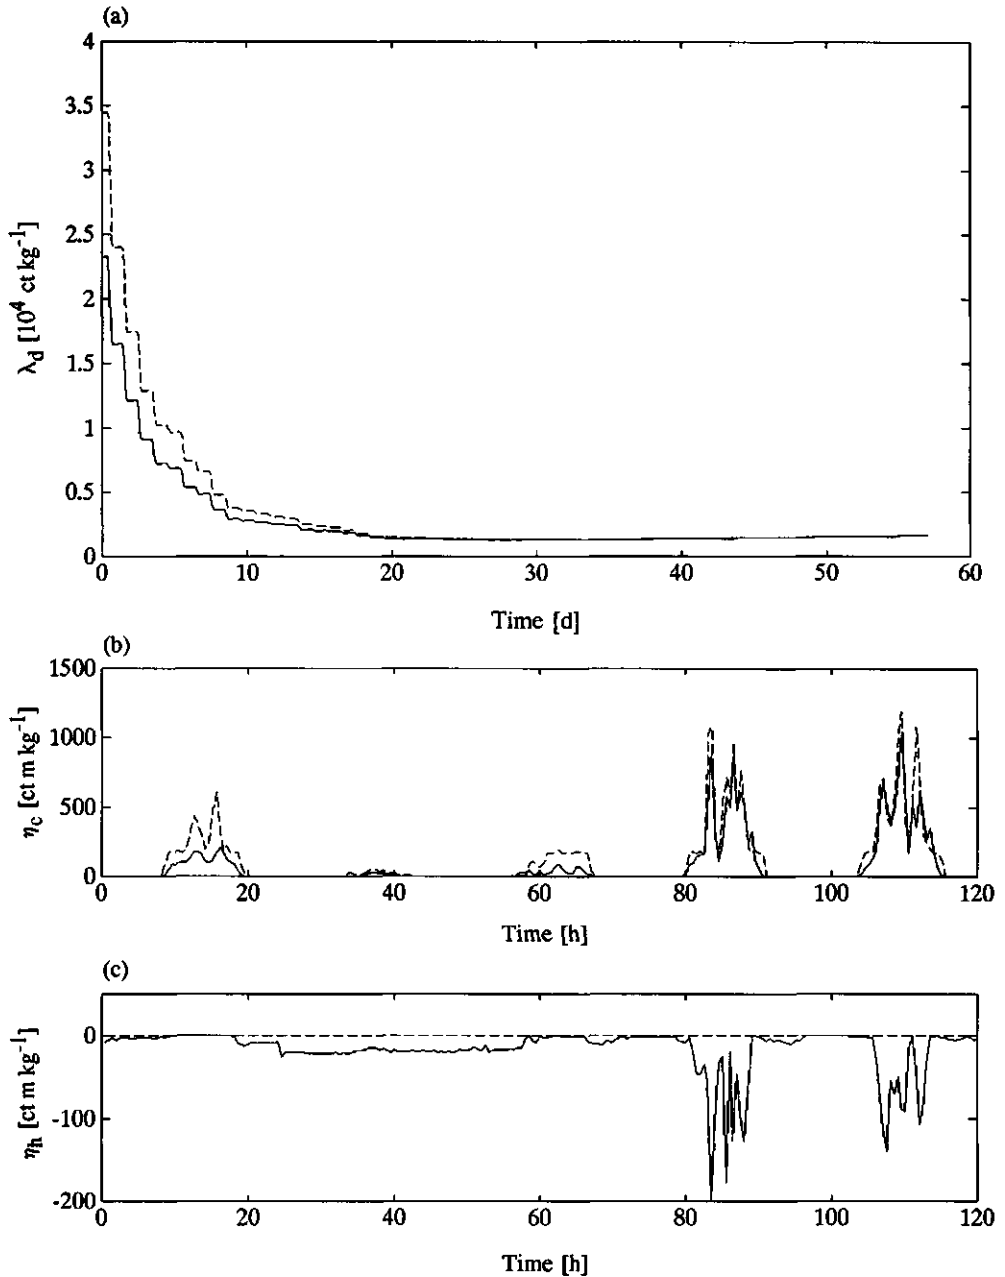 (a)
4
3.5
3
2.5
2
1.5
1
0.5
0
λd [10⁴ ct kg⁻¹]
0 10 20 30 40 50 60
Time [d]
(b)
1500
1000
500
0
ηc [ct m kg⁻¹]
0 20 40 60 80 100 120
Time [h]
(c)
0
-100
-200
ηh [ct m kg⁻¹]
0 20 40 60 80 100 120
Time [h]